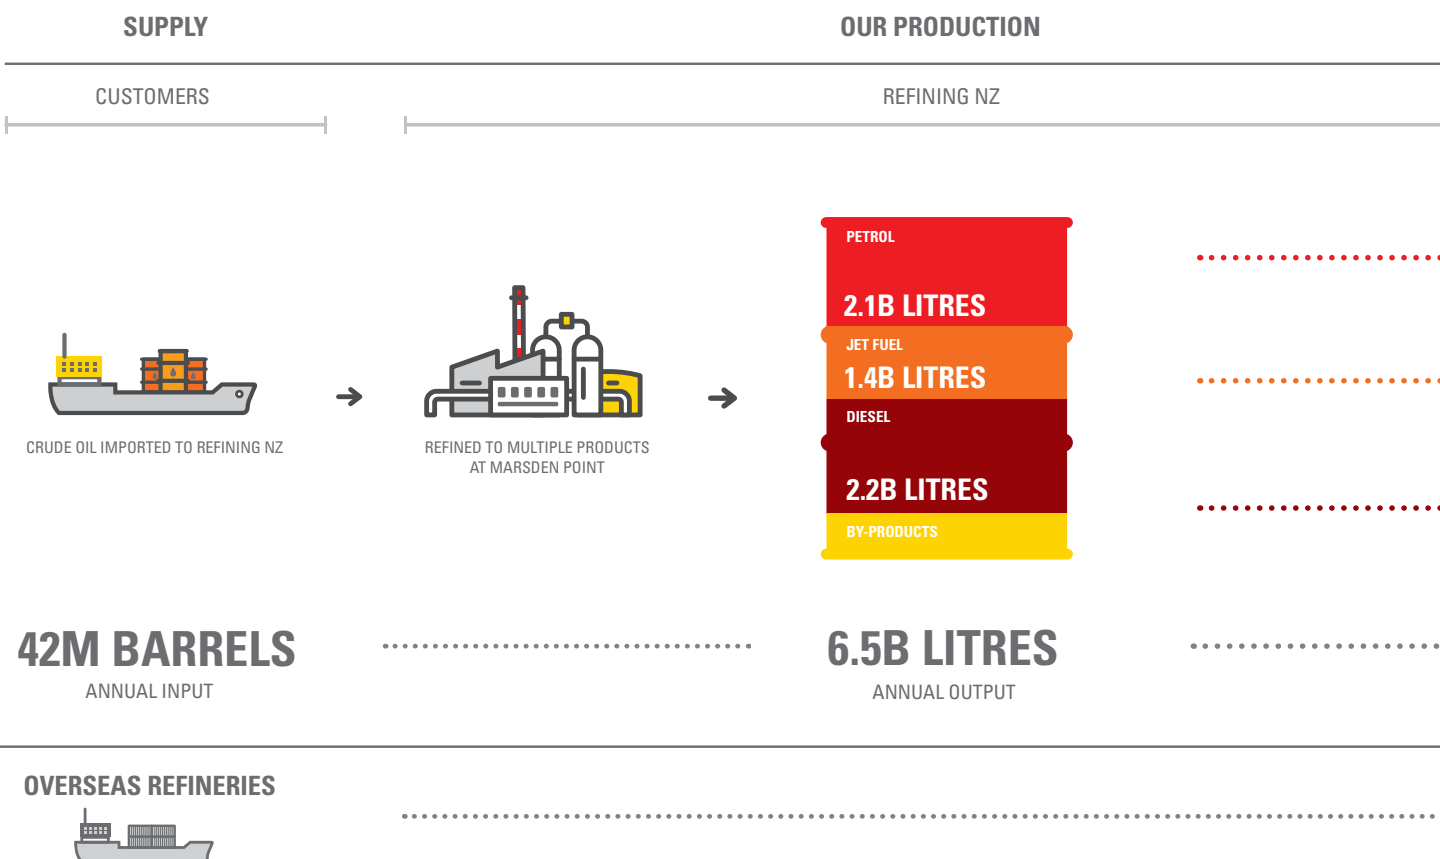 SUPPLY
OUR PRODUCTION
CUSTOMERS
REFINING NZ
CRUDE OIL IMPORTED TO REFINING NZ
REFINED TO MULTIPLE PRODUCTS
AT MARSDEN POINT
PETROL
2.1B LITRES
JET FUEL
1.4B LITRES
DIESEL
2.2B LITRES
BY-PRODUCTS
42M BARRELS
ANNUAL INPUT
6.5B LITRES
ANNUAL OUTPUT
OVERSEAS REFINERIES